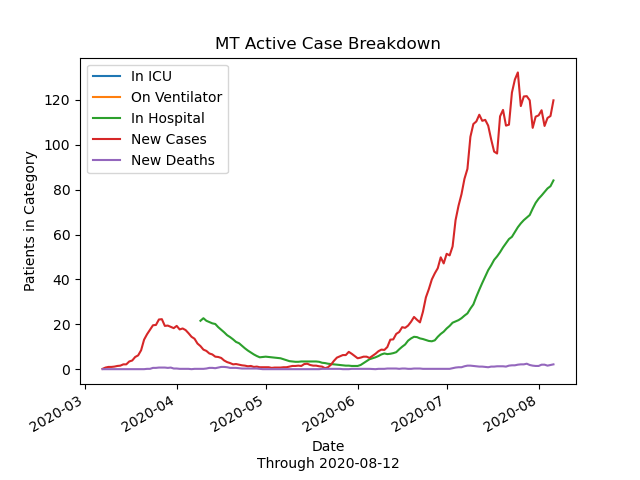 MT Active Case Breakdown
In ICU
On Ventilator
In Hospital
New Cases
New Deaths
Patients in Category
120
100
80
60
40
20
0
2020-03
2020-04
2020-05
2020-06
2020-07
2020-08
Date
Through 2020-08-12